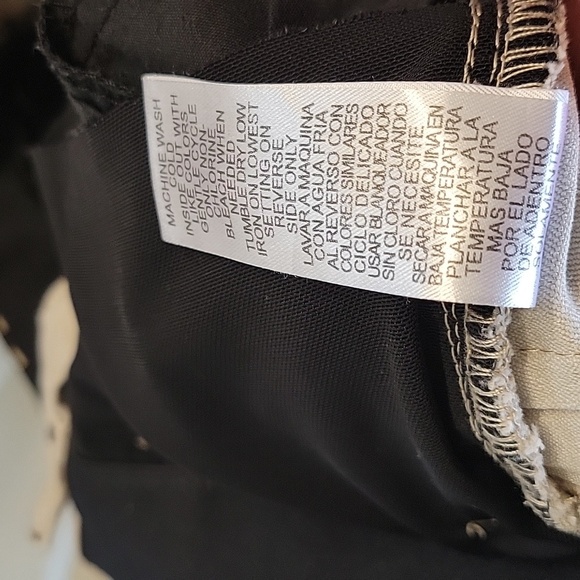 MACHINE WASH
COLD
INSIDE OUT WITH
LIKE COLORS
GENTLE CYCLE
ONLY NON-
CHLORINE
BLEACH WHEN
NEEDED
TUMBLE DRY LOW
IRON ON LOWEST
SETTING ON
REVERSE
SIDE ONLY
LAVAR A MAQUINA
CON AGUA FRIA
AL REVERSO CON
COLORES SIMILARES
CICLO DELICADO
USAR BLANQUEADOR
SIN CLORO CUANDO
SE NECESITE
SECAR A MAQUINA EN
BAJA TEMPERATURA
PLANCHAR A LA
TEMPERATURA
MAS BAJA
POR EL LADO
DE ADENTRO
SOLAMENTE